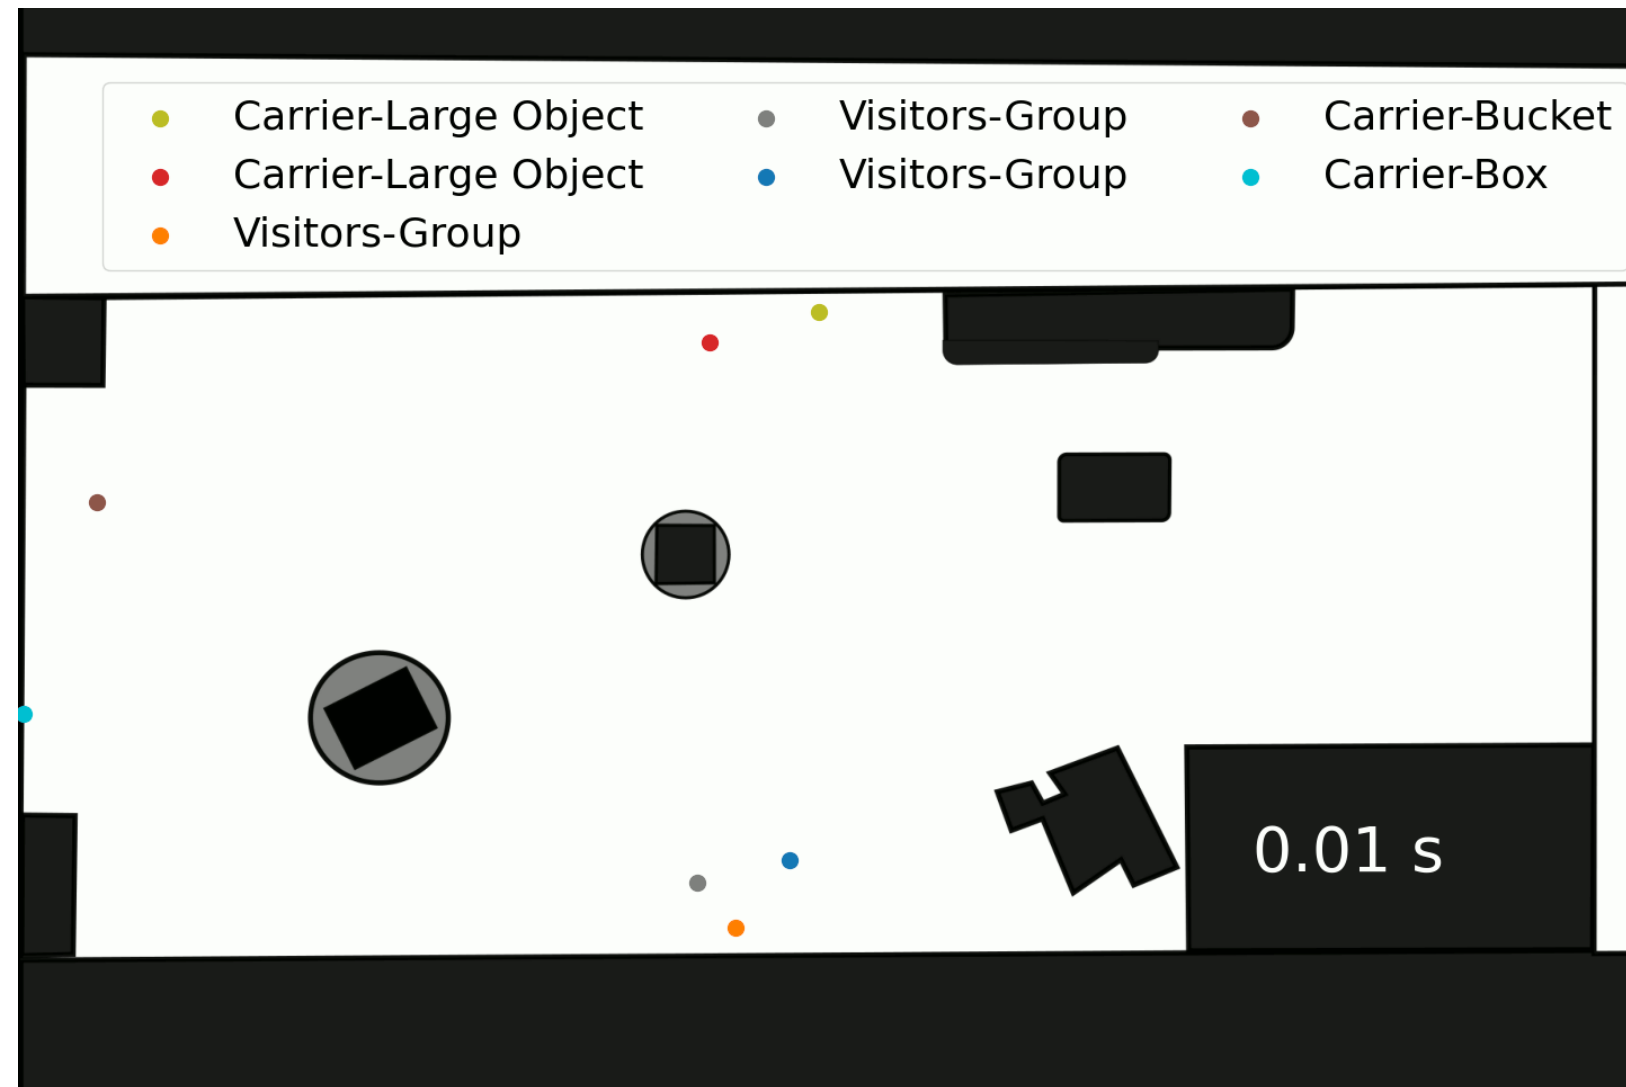 Carrier-Large Object Visitors-Group Carrier-Bucket
Carrier-Large Object Visitors-Group Carrier-Box
Visitors-Group
0.01 s